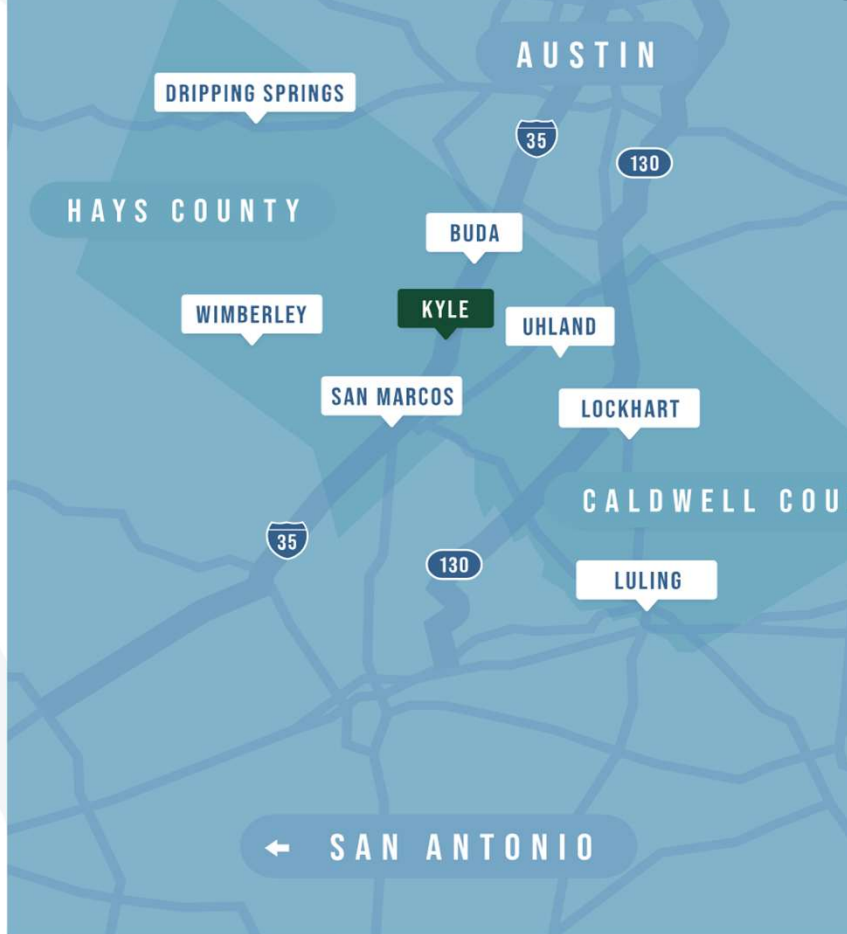 AUSTIN
DRIPPING SPRINGS
35
130
HAYS COUNTY
BUDA
KYLE
WIMBERLEY
UHLAND
SAN MARCOS
LOCKHART
CALDWELL COU
35
130
LULING
SAN ANTONIO